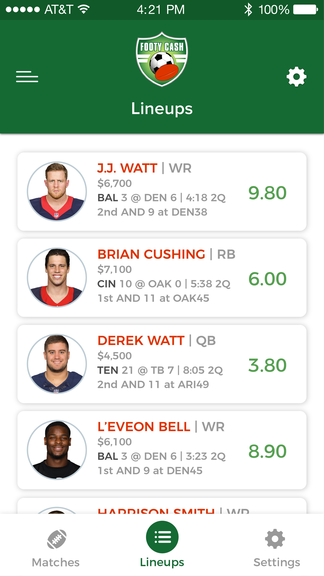 AT&T 4:21 PM 100%
FOOTY CASH
Lineups
J.J. WATT | WR
$6,700
BAL 3 @ DEN 6 | 4:18 2Q
2nd AND 9 at DEN38
9.80
BRIAN CUSHING | RB
$7,100
CIN 10 @ OAK 0 | 5:38 2Q
1st AND 11 at OAK45
6.00
DEREK WATT | QB
$4,500
TEN 21 @ TB 7 | 8:05 2Q
2nd AND 11 at ARI49
3.80
L'EVEON BELL | WR
$6,100
BAL 3 @ DEN 6 | 3:23 2Q
1st AND 9 at DEN45
8.90
HARRISON SMITH | WR
Matches Lineups Settings